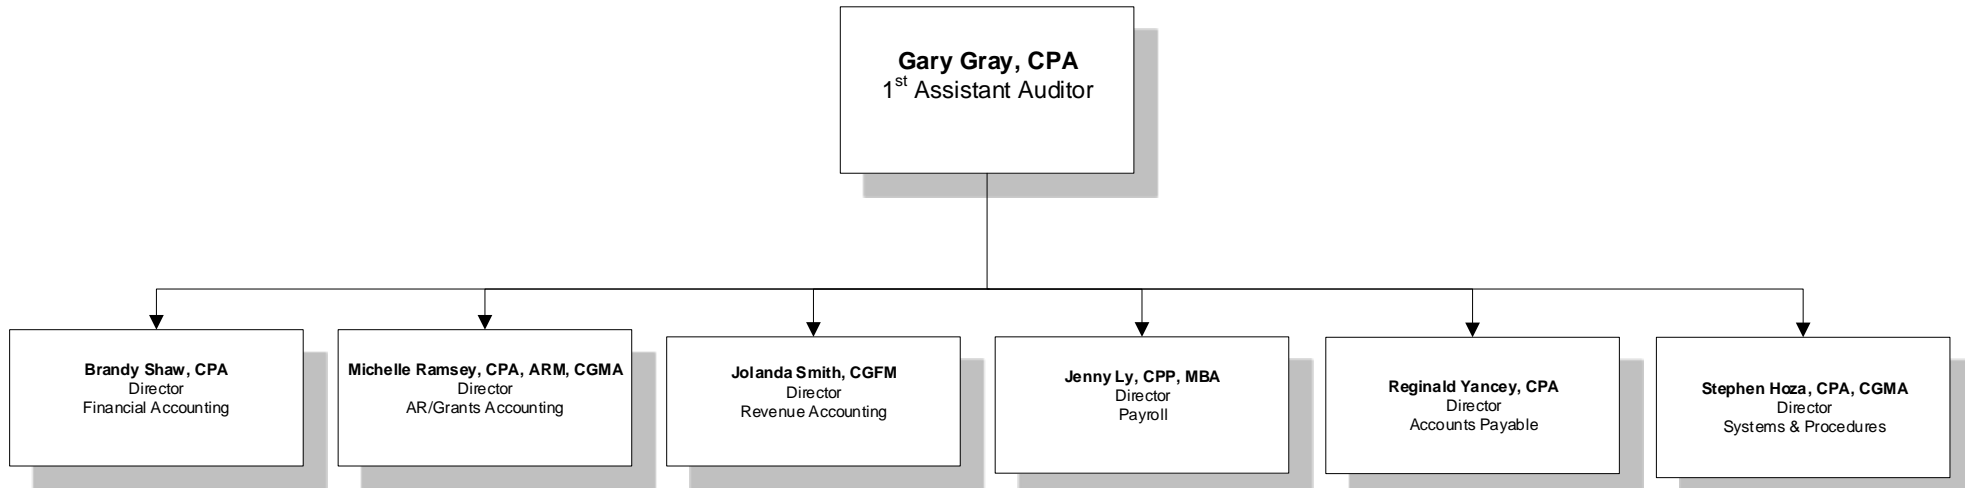 Gary Gray, CPA
1st Assistant Auditor
Brandy Shaw, CPA
Director
Financial Accounting
Michelle Ramsey, CPA, ARM, CGMA
Director
AR/Grants Accounting
Jolanda Smith, CGFM
Director
Revenue Accounting
Jenny Ly, CPP, MBA
Director
Payroll
Reginald Yancey, CPA
Director
Accounts Payable
Stephen Hoza, CPA, CGMA
Director
Systems & Procedures